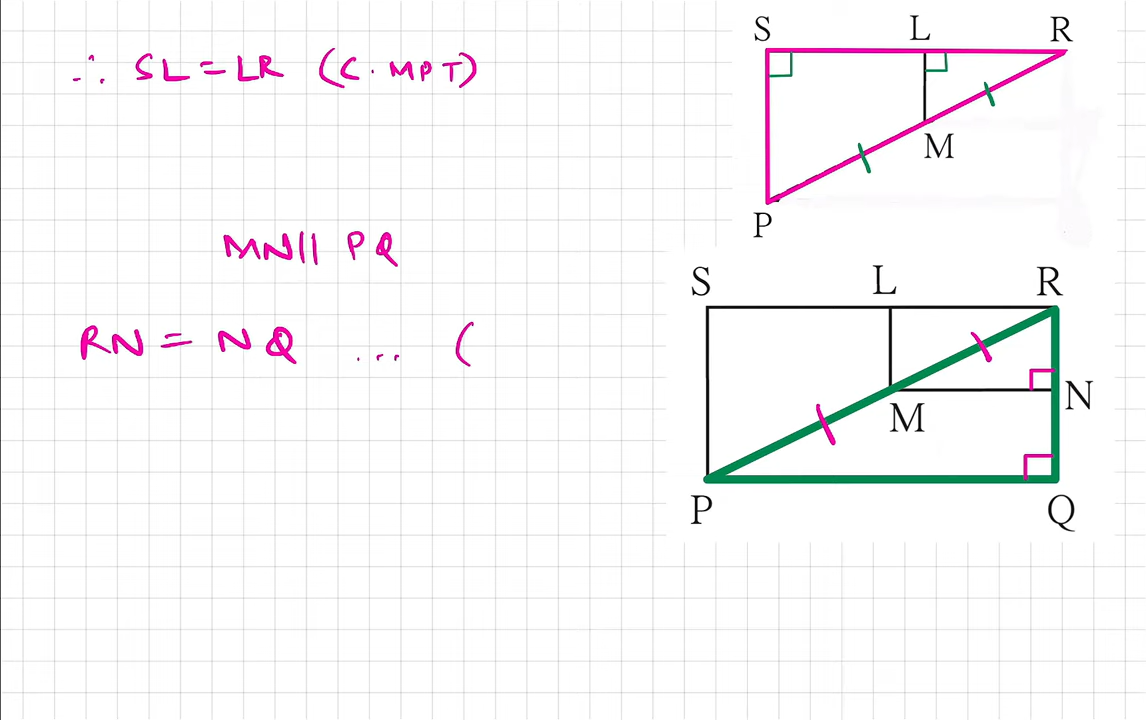 ∴ SL = LR (C.MPT)
MN || PQ
RN = NQ ... (
S L R
M
P
S L R
M N
P Q